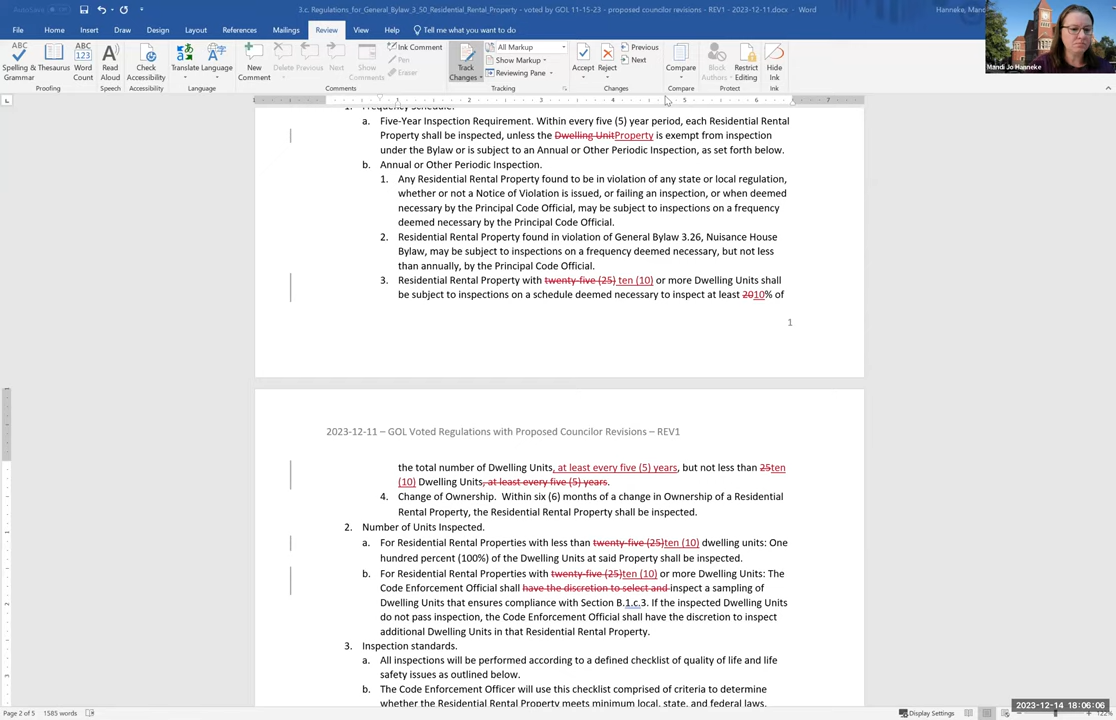 AutoSave
3.c. Regulations_for_General_Bylaw_3_50_Residential_Rental_Property - voted by GOL 11-15-23 - proposed councilor revisions - REV1 - 2023-12-11.docx - Word
Hanneke, Mand
File Home Insert Draw Design Layout References Mailings Review View Help Tell me what you want to do
Spelling & Grammar
Thesaurus
Word Count
Read Aloud
Check Accessibility
Translate
Language
New Comment
Delete
Previous
Next
Show Comments
Ink Comment
Pen
Eraser
Track Changes
All Markup
Show Markup
Reviewing Pane
Accept
Reject
Previous
Next
Compare
Block Authors
Restrict Editing
Hide Ink
Proofing Speech Accessibility Language Comments Tracking Changes Compare Protect Ink
Mandi Jo Hanneke
1 2 3 4 5 6 7
1. Frequency Schedule.
a. Five-Year Inspection Requirement. Within every five (5) year period, each Residential Rental
Property shall be inspected, unless the Dwelling UnitProperty is exempt from inspection
under the Bylaw or is subject to an Annual or Other Periodic Inspection, as set forth below.
b. Annual or Other Periodic Inspection.
1. Any Residential Rental Property found to be in violation of any state or local regulation,
whether or not a Notice of Violation is issued, or failing an inspection, or when deemed
necessary by the Principal Code Official, may be subject to inspections on a frequency
deemed necessary by the Principal Code Official.
2. Residential Rental Property found in violation of General Bylaw 3.26, Nuisance House
Bylaw, may be subject to inspections on a frequency deemed necessary, but not less
than annually, by the Principal Code Official.
3. Residential Rental Property with twenty-five (25) ten (10) or more Dwelling Units shall
be subject to inspections on a schedule deemed necessary to inspect at least 2010% of
1
2023-12-11 – GOL Voted Regulations with Proposed Councilor Revisions – REV1
the total number of Dwelling Units, at least every five (5) years, but not less than 25ten
(10) Dwelling Units, at least every five (5) years.
4. Change of Ownership. Within six (6) months of a change in Ownership of a Residential
Rental Property, the Residential Rental Property shall be inspected.
2. Number of Units Inspected.
a. For Residential Rental Properties with less than twenty-five (25)ten (10) dwelling units: One
hundred percent (100%) of the Dwelling Units at said Property shall be inspected.
b. For Residential Rental Properties with twenty-five (25)ten (10) or more Dwelling Units: The
Code Enforcement Official shall have the discretion to select and inspect a sampling of
Dwelling Units that ensures compliance with Section B.1.c.3. If the inspected Dwelling Units
do not pass inspection, the Code Enforcement Official shall have the discretion to inspect
additional Dwelling Units in that Residential Rental Property.
3. Inspection standards.
a. All inspections will be performed according to a defined checklist of quality of life and life
safety issues as outlined below.
b. The Code Enforcement Officer will use this checklist comprised of criteria to determine
whether the Residential Rental Property meets minimum local, state, and federal laws,
Page 2 of 5 1585 words
Display Settings
2023-12-14 18:06:06